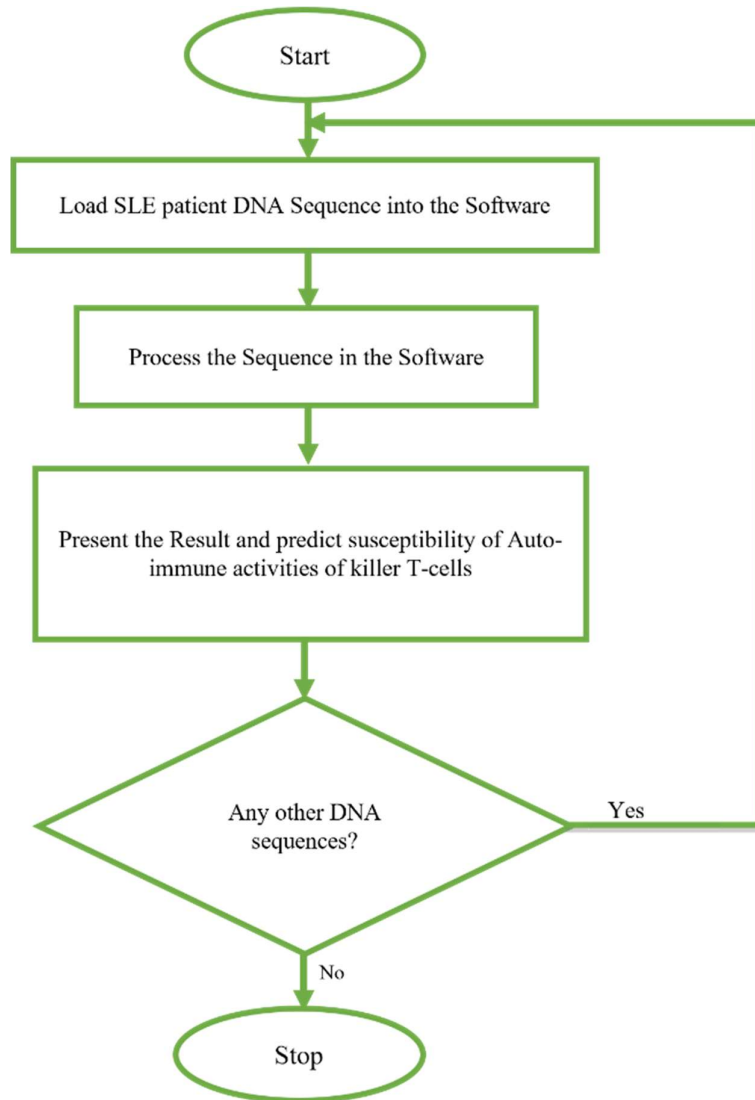 Start
Load SLE patient DNA Sequence into the Software
Process the Sequence in the Software
Present the Result and predict susceptibility of Auto-
immune activities of killer T-cells
Any other DNA
sequences?
Yes
No
Stop